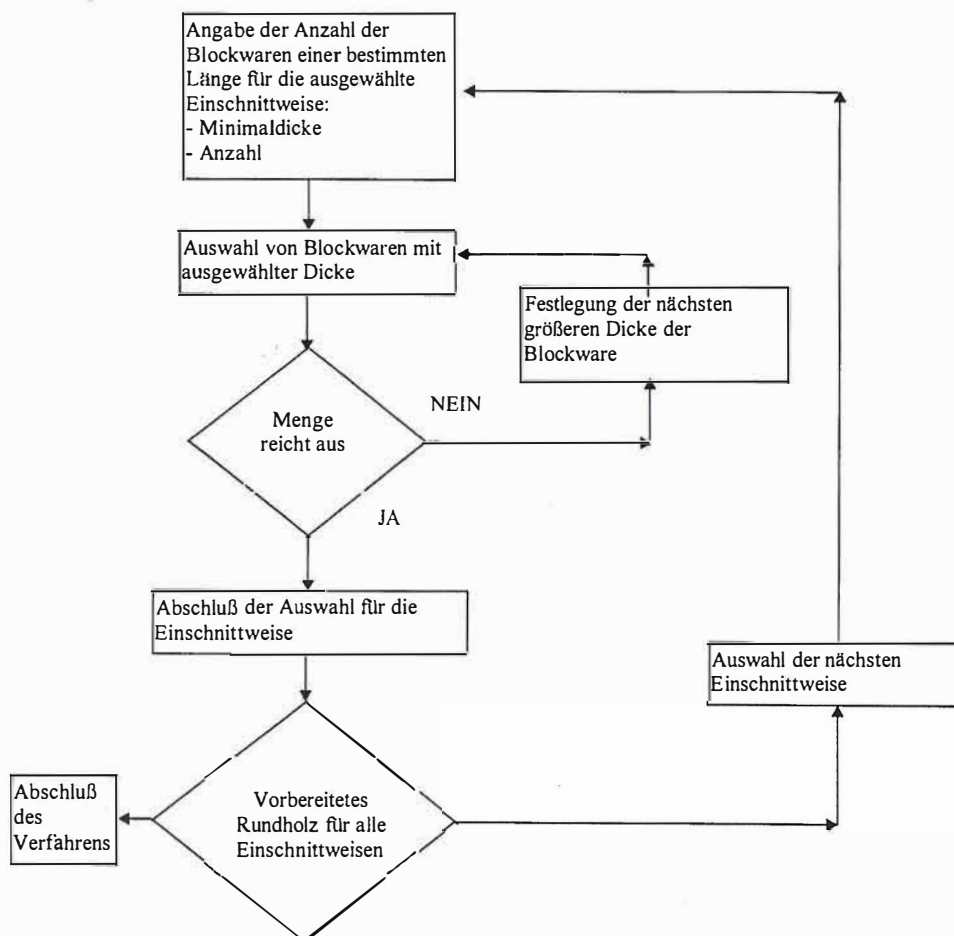 Angabe der Anzahl der
Blockwaren einer bestimmten
Länge für die ausgewählte
Einschnittweise:
- Minimaldicke
- Anzahl
Auswahl von Blockwaren mit
ausgewählter Dicke
Festlegung der nächsten
größeren Dicke der
Blockware
NEIN
Menge
reicht aus
JA
Abschluß der Auswahl für die
Einschnittweise
Auswahl der nächsten
Einschnittweise
Abschluß
des
Verfahrens
Vorbereitetes
Rundholz für alle
Einschnittweisen